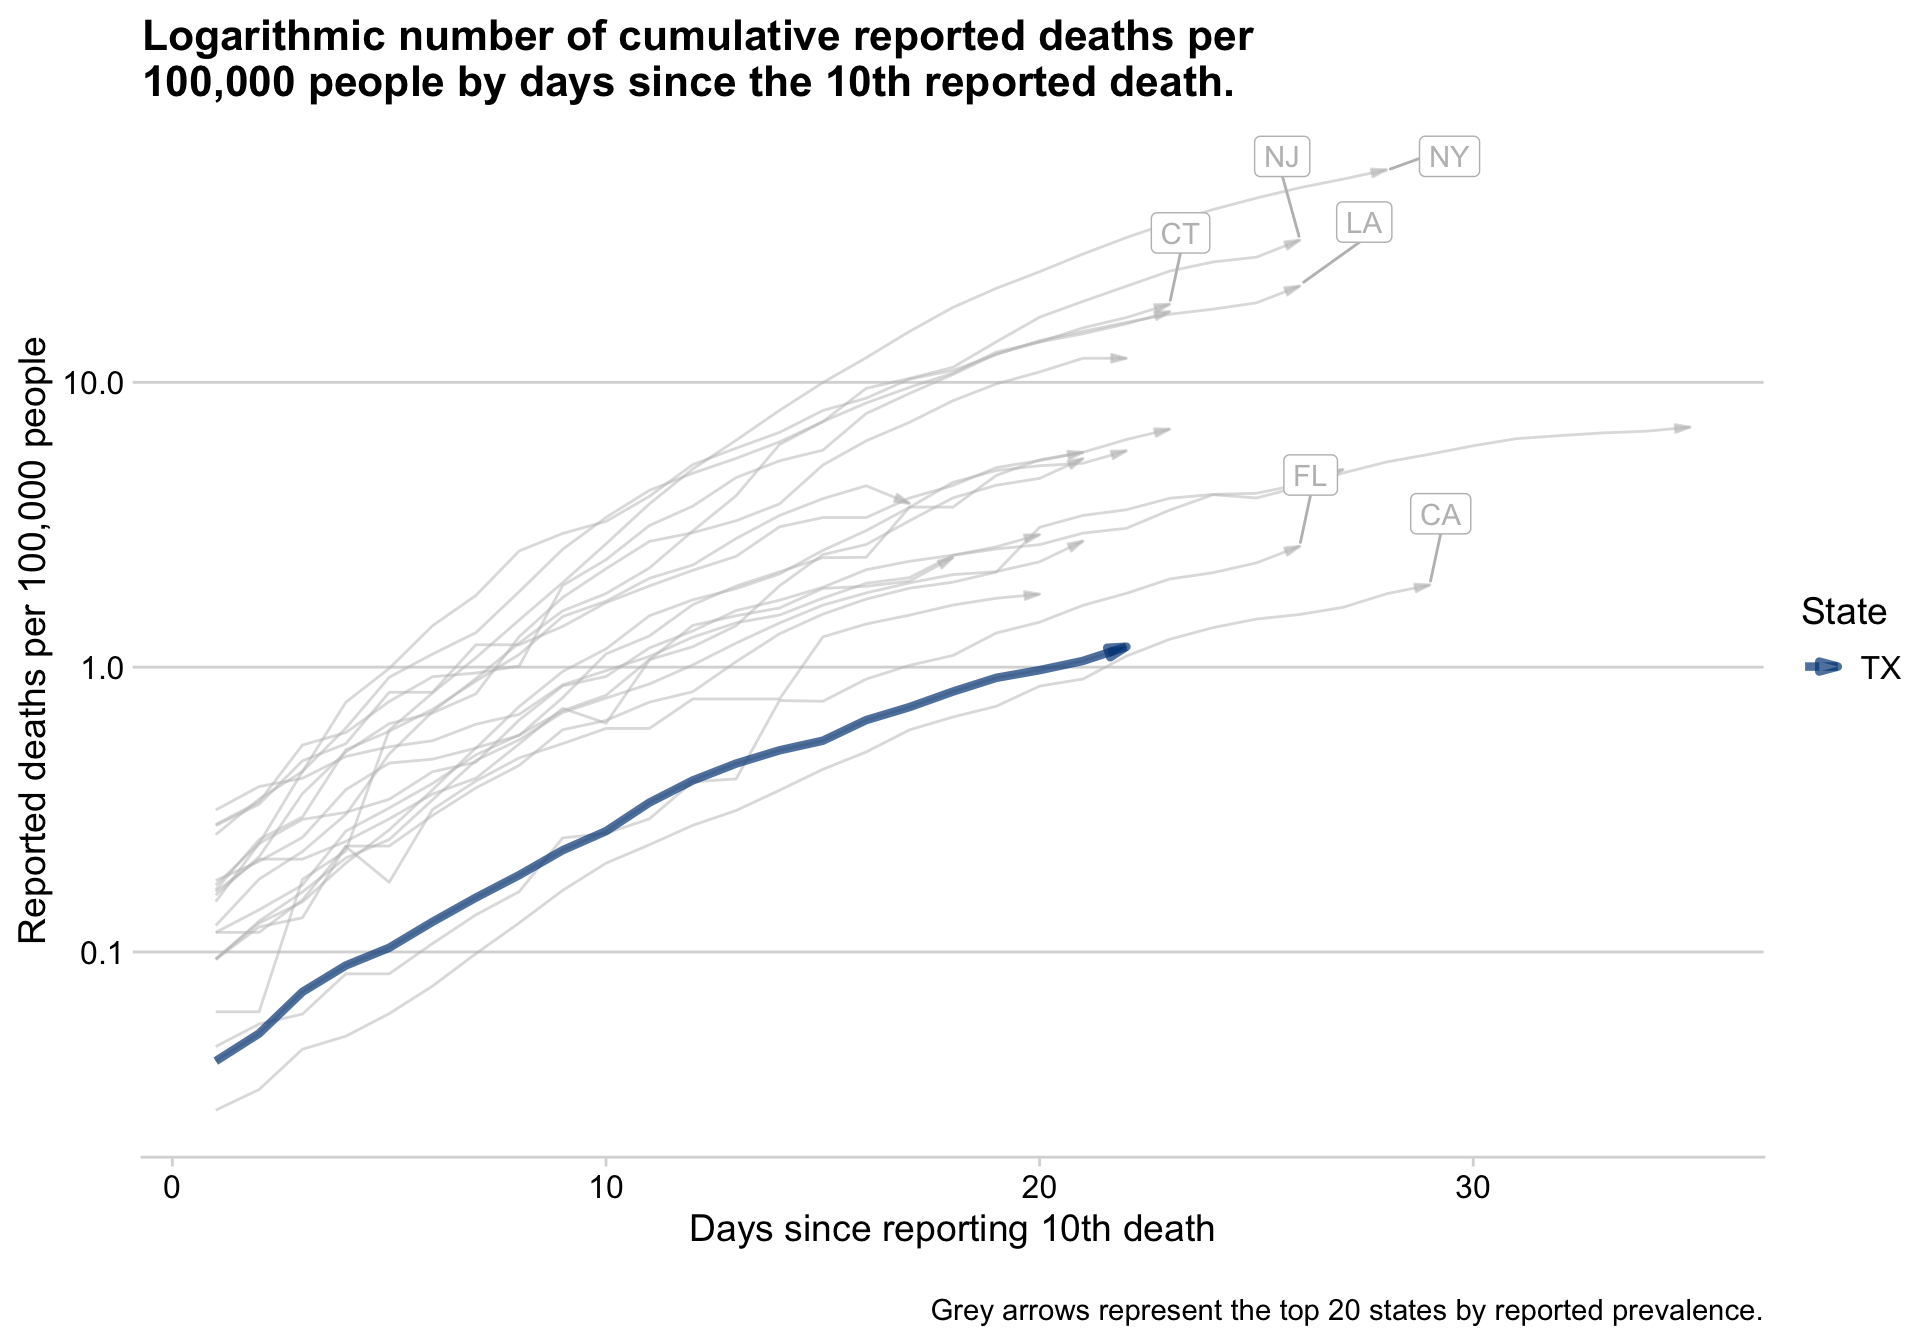 Logarithmic number of cumulative reported deaths per
100,000 people by days since the 10th reported death.
NJ
NY
LA
CT
FL
CA
Reported deaths per 100,000 people
10.0
1.0
0.1
State
TX
0
10
20
30
Days since reporting 10th death
Grey arrows represent the top 20 states by reported prevalence.